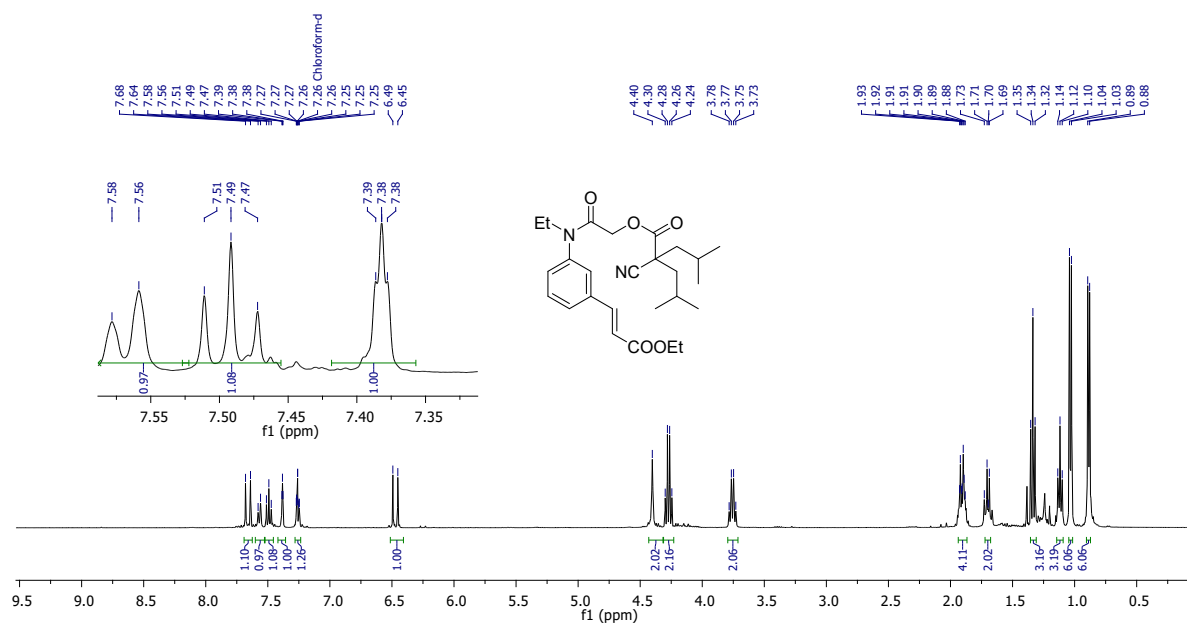 7.68 7.64 7.58 7.56 7.51 7.49 7.47 7.39 7.38 7.38 7.27 7.27 7.27 7.26 7.26 Chloroform-d 7.26 7.25 7.25 7.25 6.49 6.45 4.40 4.30 4.28 4.26 4.24 3.78 3.77 3.75 3.73 1.93 1.92 1.91 1.91 1.90 1.89 1.88 1.73 1.71 1.70 1.69 1.35 1.34 1.32 1.14 1.12 1.10 1.04 1.03 0.89 0.88
7.58 7.56 7.51 7.49 7.47 7.39 7.38 7.38
O
O
Et N O
NC
COOEt
0.97 1.08 1.00
7.55 7.50 7.45 7.40 7.35
f1 (ppm)
1.10 0.97 1.08 1.00 1.26 1.00 2.02 2.16 2.06 4.11 2.02 3.16 3.19 6.06 6.06
9.5 9.0 8.5 8.0 7.5 7.0 6.5 6.0 5.5 5.0 4.5 4.0 3.5 3.0 2.5 2.0 1.5 1.0 0.5
f1 (ppm)